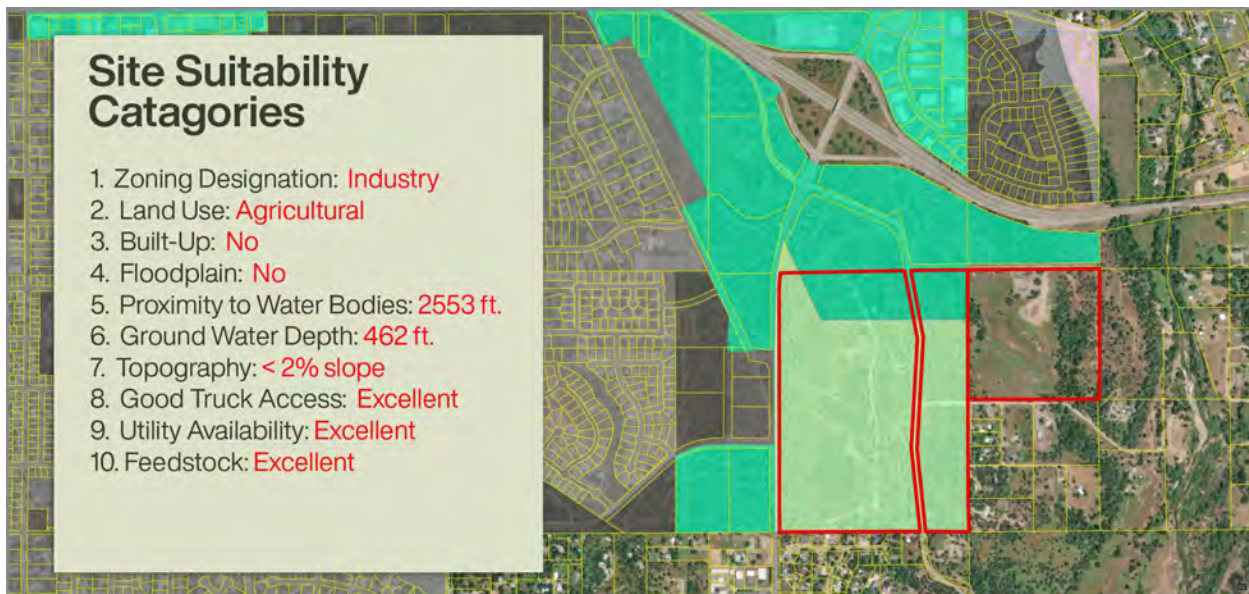 Site Suitability
Catagories
1. Zoning Designation: Industry
2. Land Use: Agricultural
3. Built-Up: No
4. Floodplain: No
5. Proximity to Water Bodies: 2553 ft.
6. Ground Water Depth: 462 ft.
7. Topography: < 2% slope
8. Good Truck Access: Excellent
9. Utility Availability: Excellent
10. Feedstock: Excellent